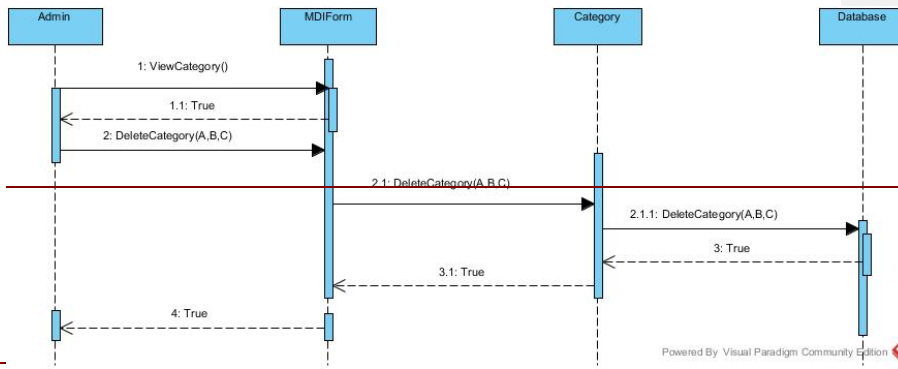 Admin
MDIForm
Category
Database
1: ViewCategory()
1.1: True
2: DeleteCategory(A,B,C)
2.1: DeleteCategory(A,B,C)
2.1.1: DeleteCategory(A,B,C)
3: True
3.1: True
4: True
Powered By Visual Paradigm Community Edition